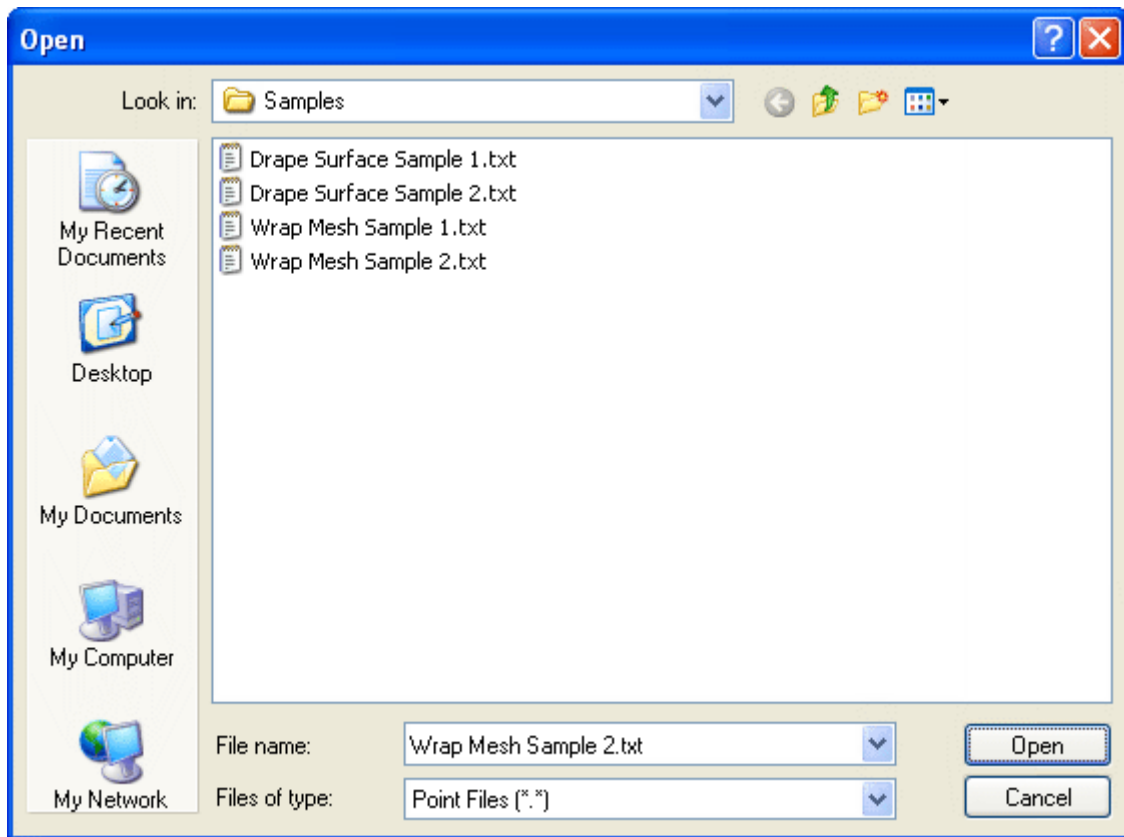 Open
Look in: Samples
My Recent
Documents
Desktop
My Documents
My Computer
My Network
Drape Surface Sample 1.txt
Drape Surface Sample 2.txt
Wrap Mesh Sample 1.txt
Wrap Mesh Sample 2.txt
File name: Wrap Mesh Sample 2.txt Open
Files of type: Point Files (*.*) Cancel